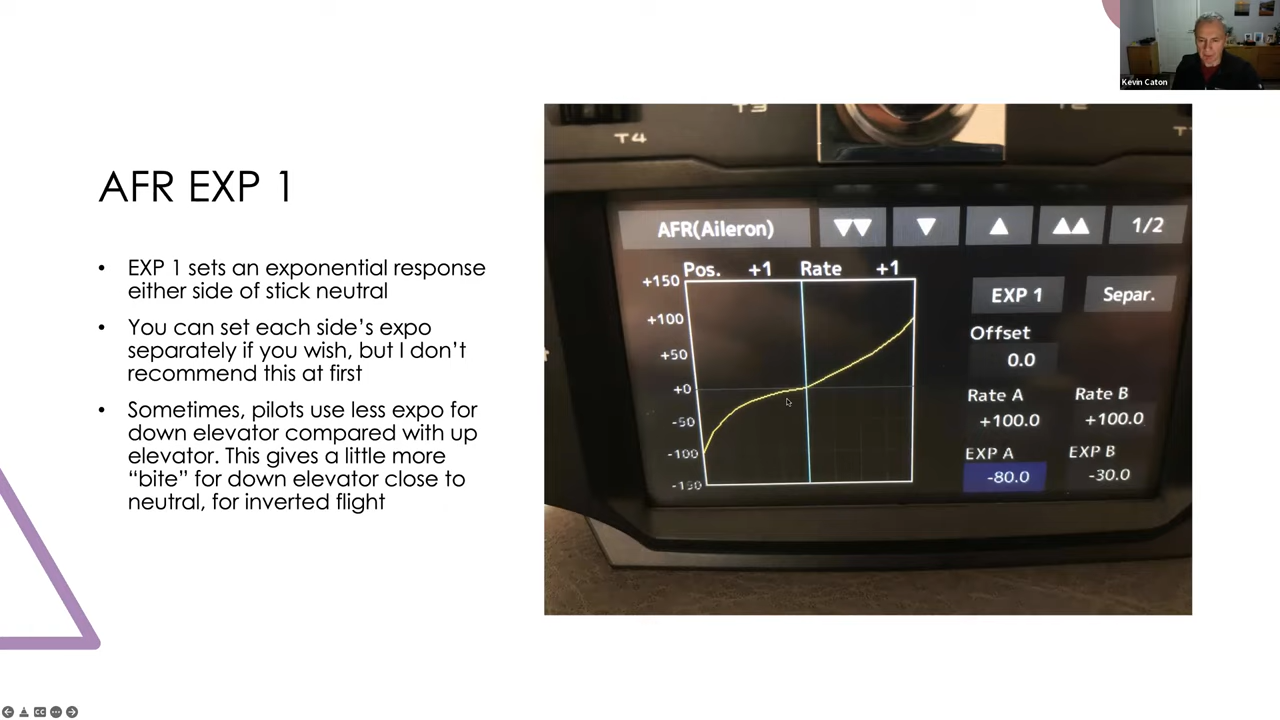 Kevin Caton
AFR EXP 1
• EXP 1 sets an exponential response
either side of stick neutral
• You can set each side’s expo
separately if you wish, but I don’t
recommend this at first
• Sometimes, pilots use less expo for
down elevator compared with up
elevator. This gives a little more
“bite” for down elevator close to
neutral, for inverted flight
T4
T3
AFR(Aileron)
1/2
Pos. +1 Rate +1
+150
+100
+50
+0
-50
-100
-150
EXP 1
Separ.
Offset
0.0
Rate A Rate B
+100.0 +100.0
EXP A EXP B
-80.0 -30.0